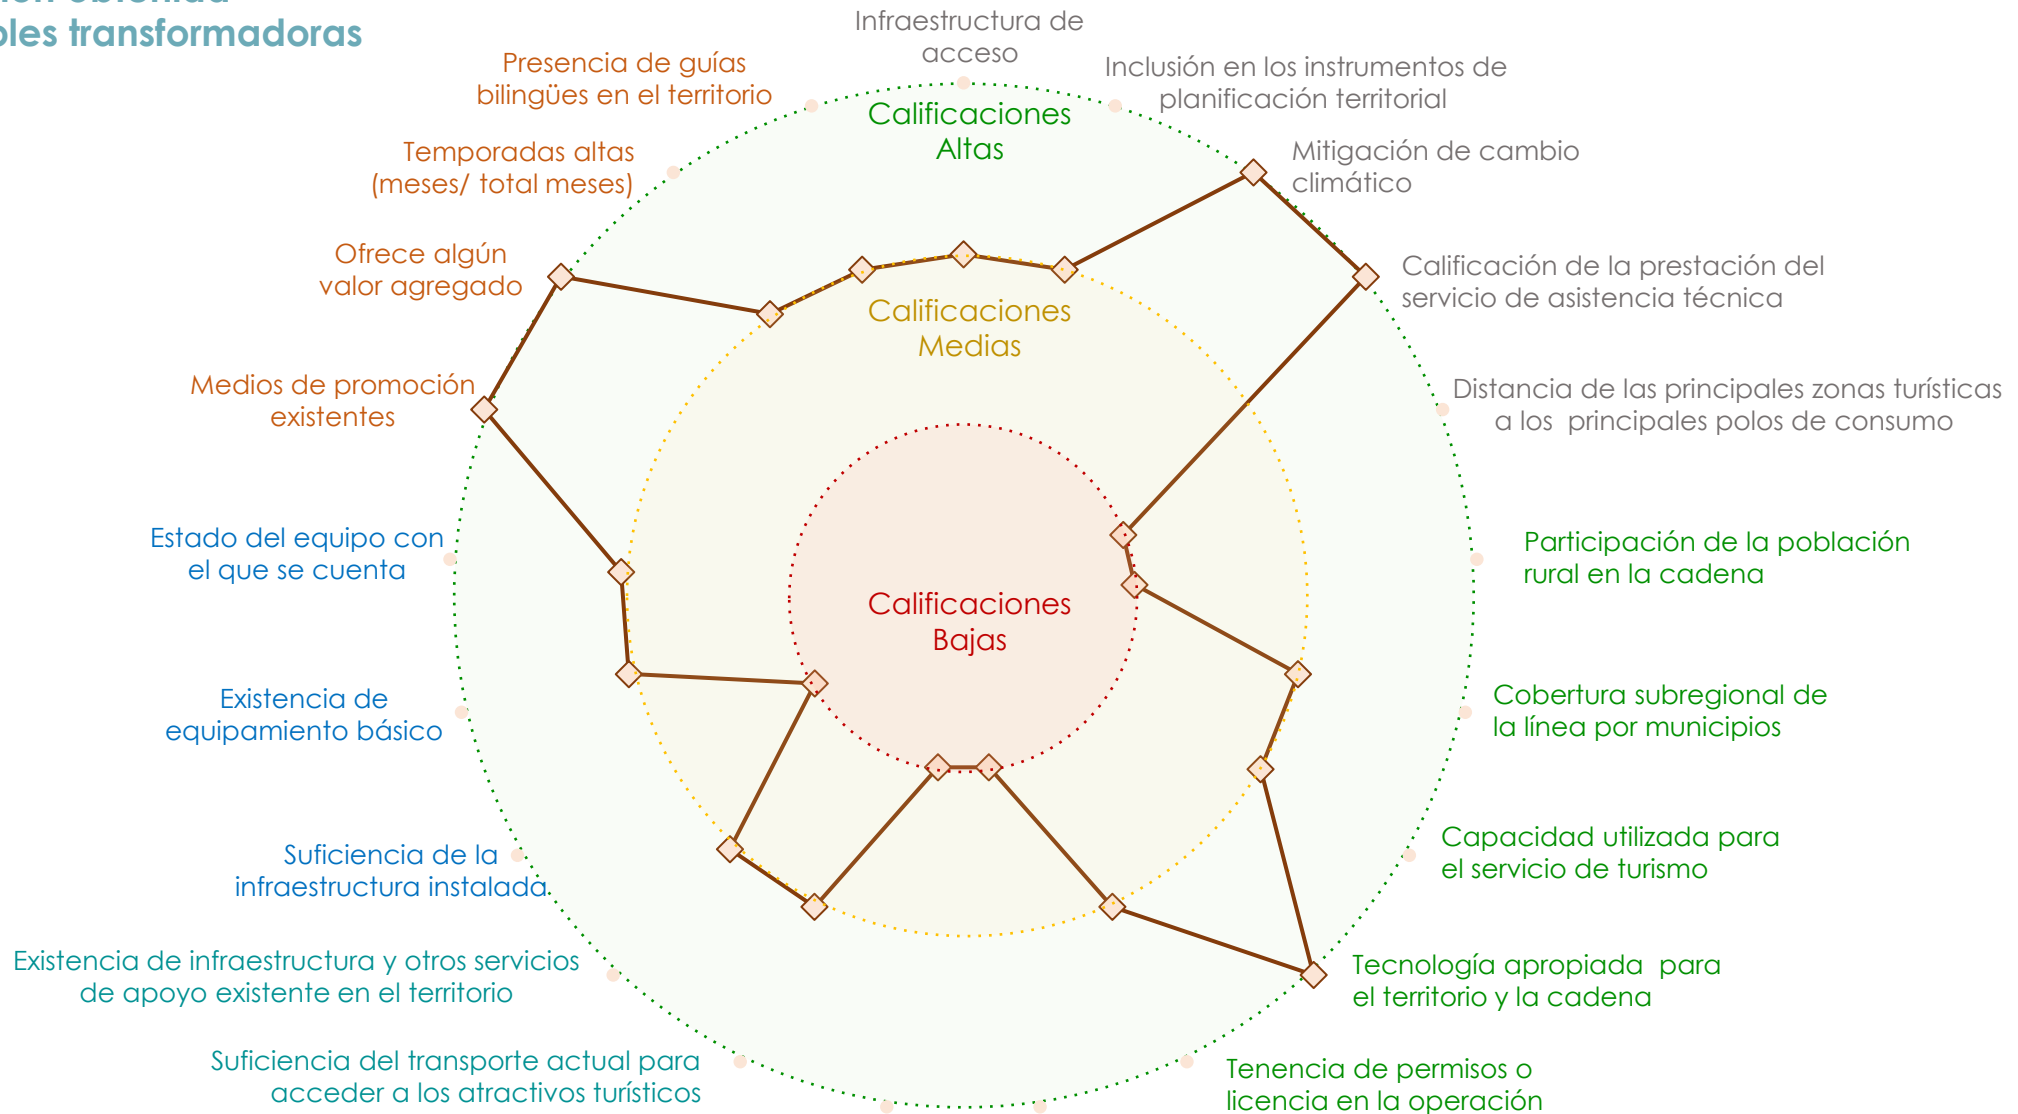 bles transformadoras
Infraestructura de
acceso
Presencia de guías
bilingües en el territorio
Inclusión en los instrumentos de
planificación territorial
Calificaciones
Altas
Temporadas altas
(meses/ total meses)
Mitigación de cambio
climático
Ofrece algún
valor agregado
Calificación de la prestación del
servicio de asistencia técnica
Calificaciones
Medias
Medios de promoción
existentes
Distancia de las principales zonas turísticas
a los  principales polos de consumo
Estado del equipo con
el que se cuenta
Participación de la población
rural en la cadena
Calificaciones
Bajas
Existencia de
equipamiento básico
Cobertura subregional de
la línea por municipios
Suficiencia de la
infraestructura instalada
Capacidad utilizada para
el servicio de turismo
Existencia de infraestructura y otros servicios
de apoyo existente en el territorio
Tecnología apropiada  para
el territorio y la cadena
Suficiencia del transporte actual para
acceder a los atractivos turísticos
Tenencia de permisos o
licencia en la operación